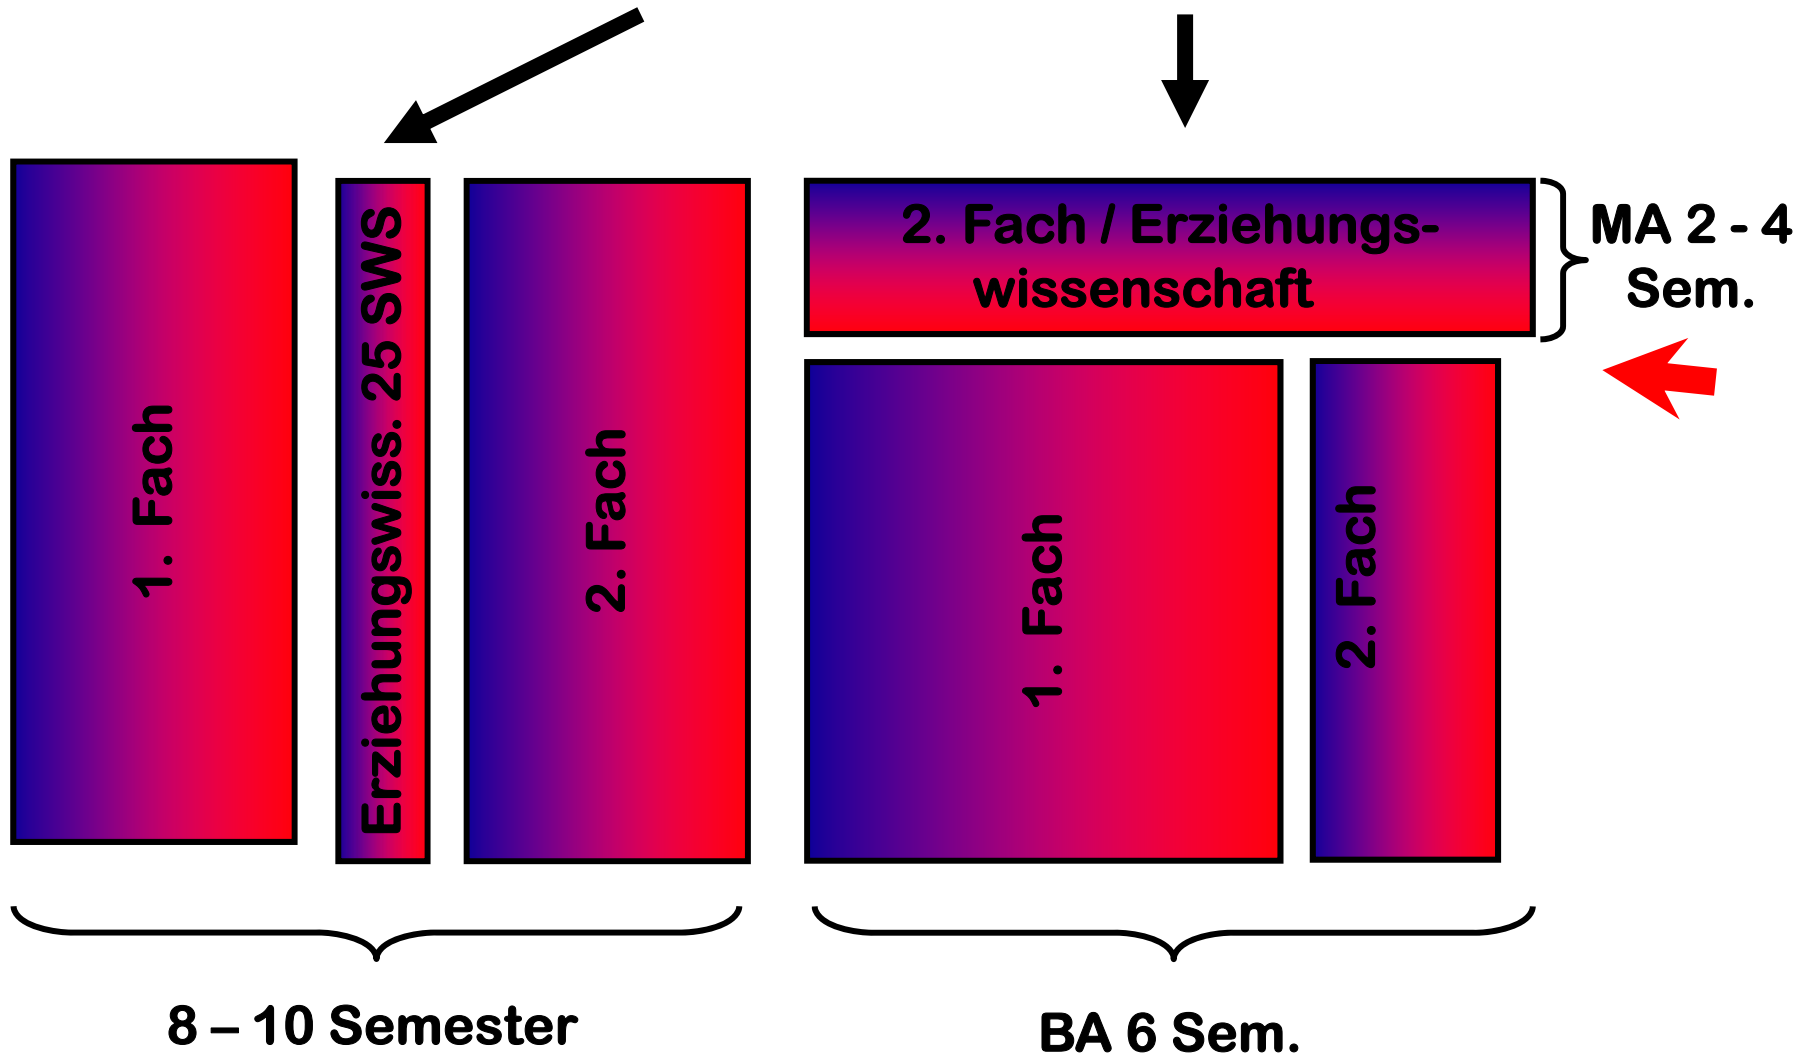 1. Fach
Erziehungswiss. 25 SWS
2. Fach
8 – 10 Semester
2. Fach / Erziehungs-
wissenschaft
MA 2 - 4
Sem.
1. Fach
2. Fach
BA 6 Sem.